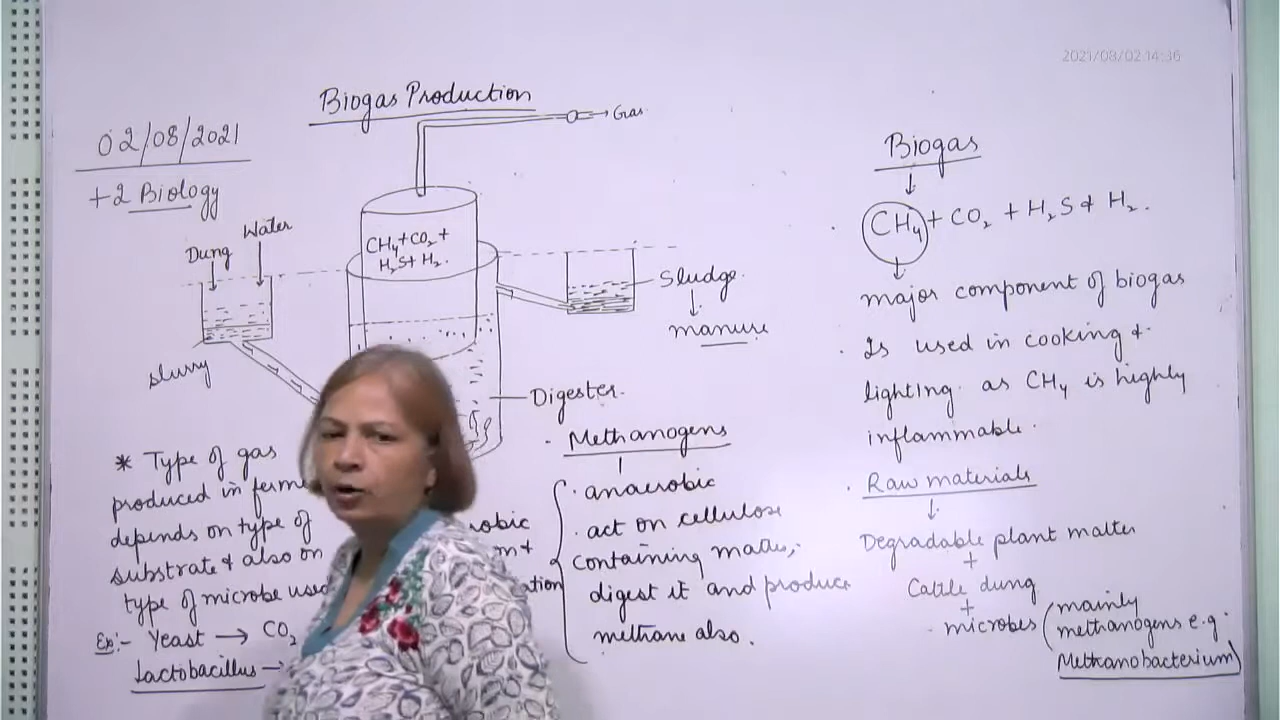 2021/08/02 14:36
Biogas Production
02/08/2021
+2 Biology
Gas
Dung
Water
CH₄+CO₂+
H₂S+H₂.
Slurry
Sludge.
manure
Digester.
* Type of gas
produced in
depends on type of
substrate & also on
type of microbe used
Ex:- Yeast → CO₂
Lactobacillus →
. Methanogens
. anaerobic
. act on cellulose
containing
digest it and produce
methane also.
Biogas
CH₄ + CO₂ + H₂S & H₂.
major component of biogas
. Is used in cooking &
lighting. as CH₄ is highly
inflammable.
. Raw materials
Degradable plant matter
+
Cattle dung
+
microbes (mainly
methanogens e.g.
Methanobacterium)